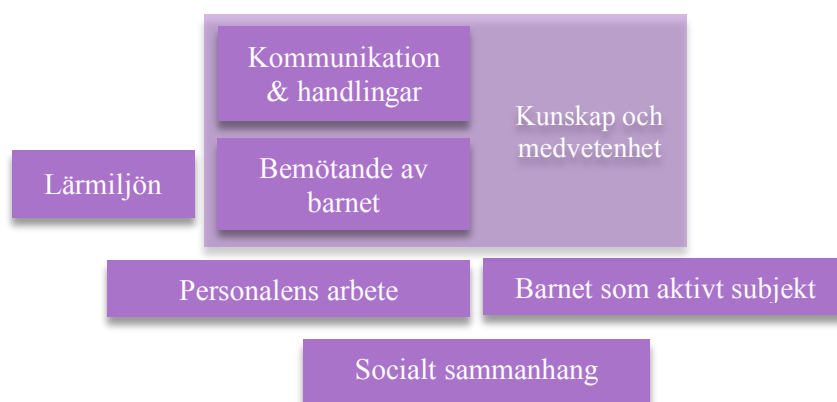 Kommunikation
& handlingar
Kunskap och
medvetenhet
Lärmiljön
Bemötande av
barnet
Personalens arbete
Barnet som aktivt subjekt
Socialt sammanhang